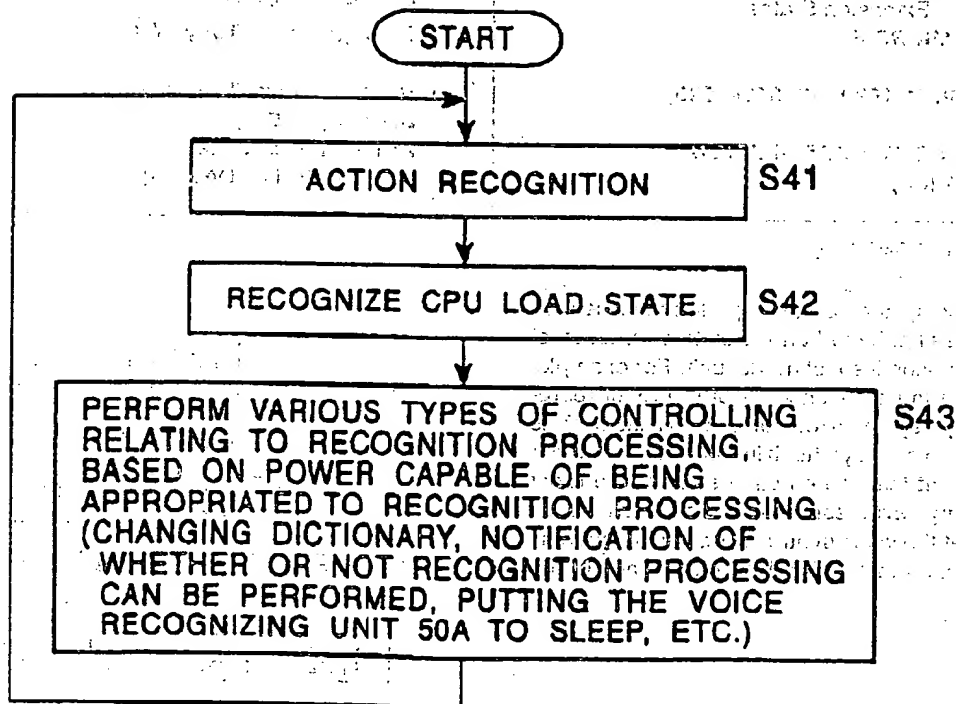 START
ACTION RECOGNITION S41
RECOGNIZE CPU LOAD STATE S42
PERFORM VARIOUS TYPES OF CONTROLLING S43
RELATING TO RECOGNITION PROCESSING,
BASED ON POWER CAPABLE OF BEING
APPROPRIATED TO RECOGNITION PROCESSING
(CHANGING DICTIONARY, NOTIFICATION OF
WHETHER OR NOT RECOGNITION PROCESSING
CAN BE PERFORMED, PUTTING THE VOICE
RECOGNIZING UNIT 50A TO SLEEP, ETC.)